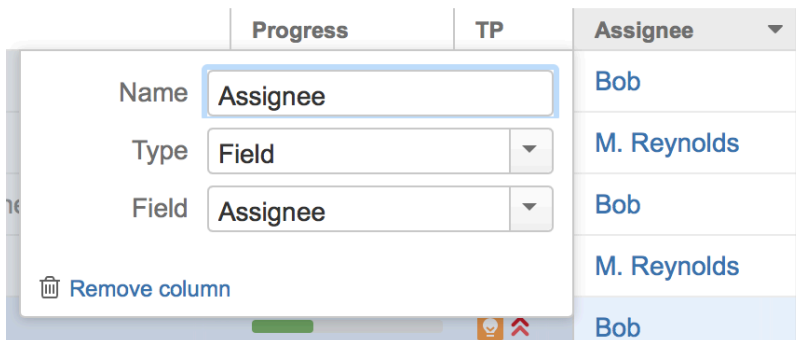 Progress TP Assignee
Name Assignee
Bob
Type Field
M. Reynolds
Field Assignee
Bob
M. Reynolds
Remove column
Bob